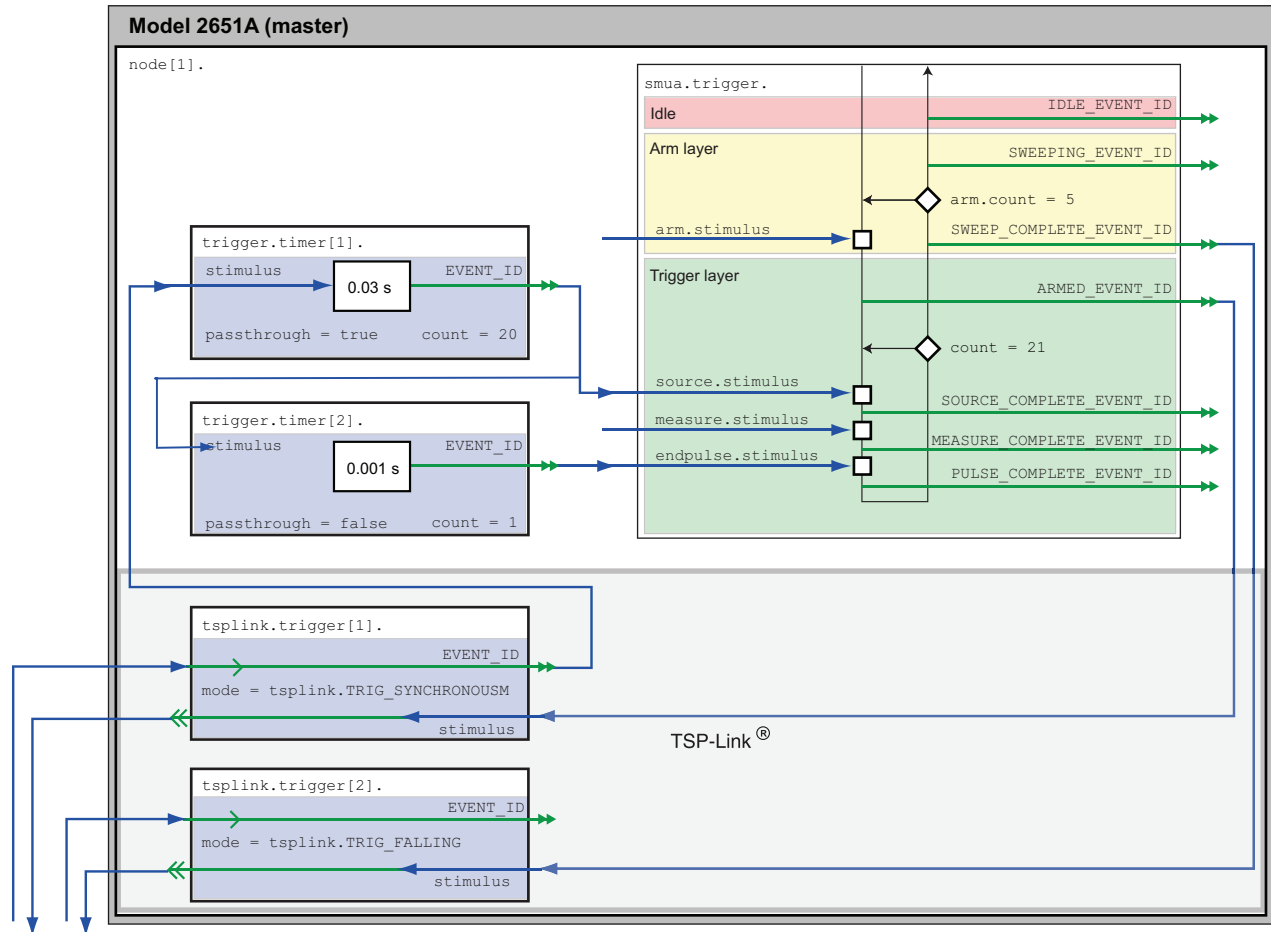 Model 2651A (master)
node[1].
smua.trigger.
Idle
IDLE_EVENT_ID
Arm layer
SWEEPING_EVENT_ID
arm.count = 5
arm.stimulus
SWEEP_COMPLETE_EVENT_ID
Trigger layer
ARMED_EVENT_ID
count = 21
source.stimulus
SOURCE_COMPLETE_EVENT_ID
measure.stimulus
MEASURE_COMPLETE_EVENT_ID
endpulse.stimulus
PULSE_COMPLETE_EVENT_ID
trigger.timer[1].
stimulus
EVENT_ID
0.03 s
passthrough = true count = 20
trigger.timer[2].
stimulus
EVENT_ID
0.001 s
passthrough = false count = 1
tsplink.trigger[1].
EVENT_ID
mode = tsplink.TRIG_SYNCHRONOUSM
stimulus
TSP-Link ®
tsplink.trigger[2].
EVENT_ID
mode = tsplink.TRIG_FALLING
stimulus